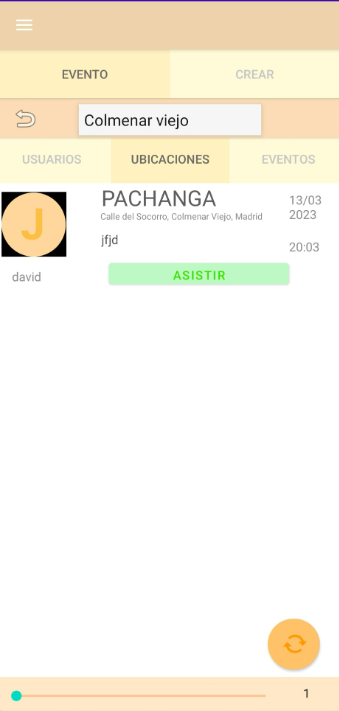 EVENTO
CREAR
Colmenar viejo
USUARIOS
UBICACIONES
EVENTOS
J
PACHANGA
13/03
2023
Calle del Socorro, Colmenar Viejo, Madrid
jfjd
20:03
david
ASISTIR
1